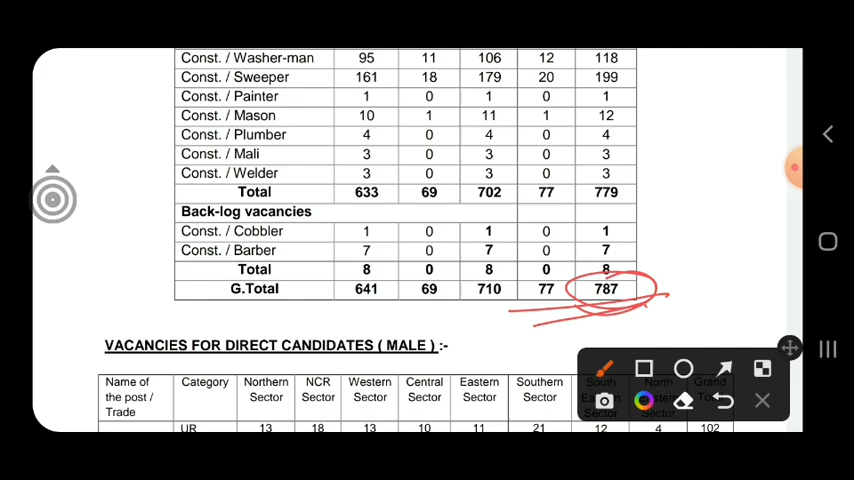 Const. / Washer-man 95 11 106 12 118
Const. / Sweeper 161 18 179 20 199
Const. / Painter 1 0 1 0 1
Const. / Mason 10 1 11 1 12
Const. / Plumber 4 0 4 0 4
Const. / Mali 3 0 3 0 3
Const. / Welder 3 0 3 0 3
Total 633 69 702 77 779
Back-log vacancies
Const. / Cobbler 1 0 1 0 1
Const. / Barber 7 0 7 0 7
Total 8 0 8 0 8
G.Total 641 69 710 77 787
VACANCIES FOR DIRECT CANDIDATES ( MALE ) :-
Name of the post / Trade Category Northern Sector NCR Sector Western Sector Central Sector Eastern Sector Southern Sector South Sector North Sector Grand
UR 13 18 13 10 11 21 12 4 102